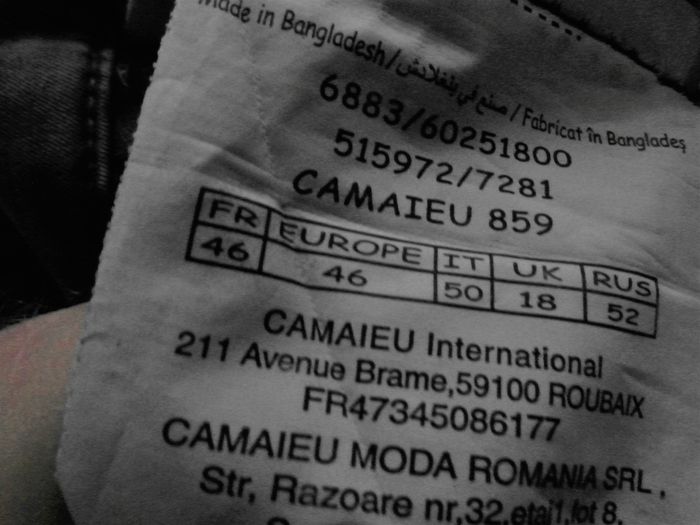 Made in Bangladesh / صنع في بنغلادش / Fabricat în Bangladeş
6883/60251800
515972/7281
CAMAIEU 859
FR EUROPE IT UK RUS
46 46 50 18 52
CAMAIEU International
211 Avenue Brame,59100 ROUBAIX
FR47345086177
CAMAIEU MODA ROMANIA SRL,
Str, Razoare nr,32,etaj1,lot 8,